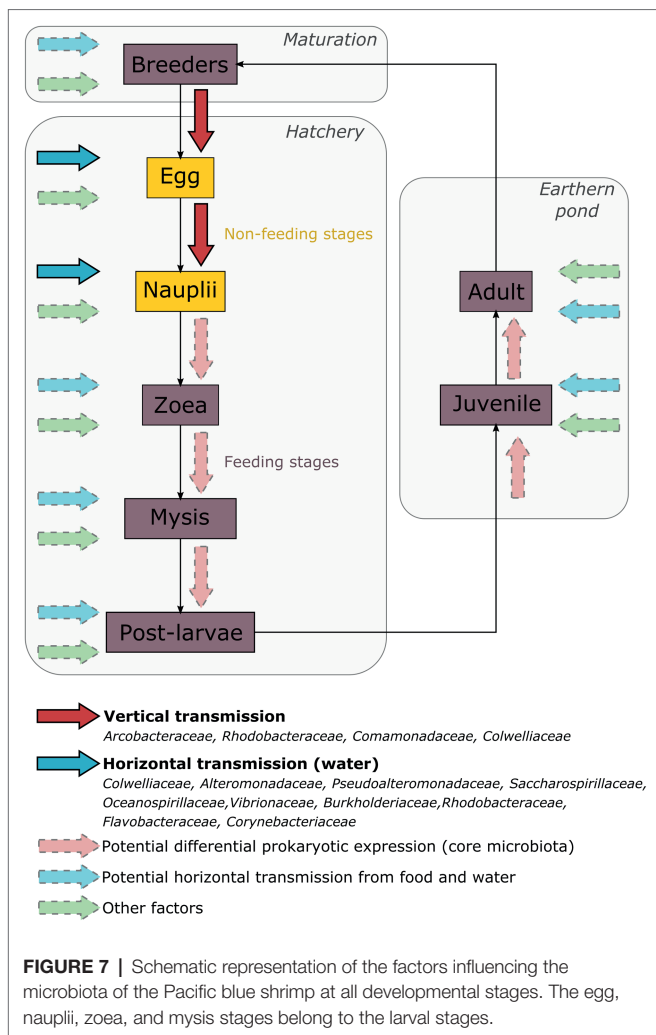 Maturation
Breeders
Hatchery
Egg
Non-feeding stages
Nauplii
Zoea
Feeding stages
Mysis
Post-larvae
Earthern
pond
Adult
Juvenile
Vertical transmission
Arcobacteraceae, Rhodobacteraceae, Comamonadaceae, Colwelliaceae
Horizontal transmission (water)
Colwelliaceae, Alteromonadaceae, Pseudoalteromonadaceae, Saccharospirillaceae,
Oceanospirillaceae,Vibrionaceae, Burkholderiaceae,Rhodobacteraceae,
Flavobacteraceae, Corynebacteriaceae
Potential differential prokaryotic expression (core microbiota)
Potential horizontal transmission from food and water
Other factors
FIGURE 7 | Schematic representation of the factors influencing the
microbiota of the Pacific blue shrimp at all developmental stages. The egg,
nauplii, zoea, and mysis stages belong to the larval stages.